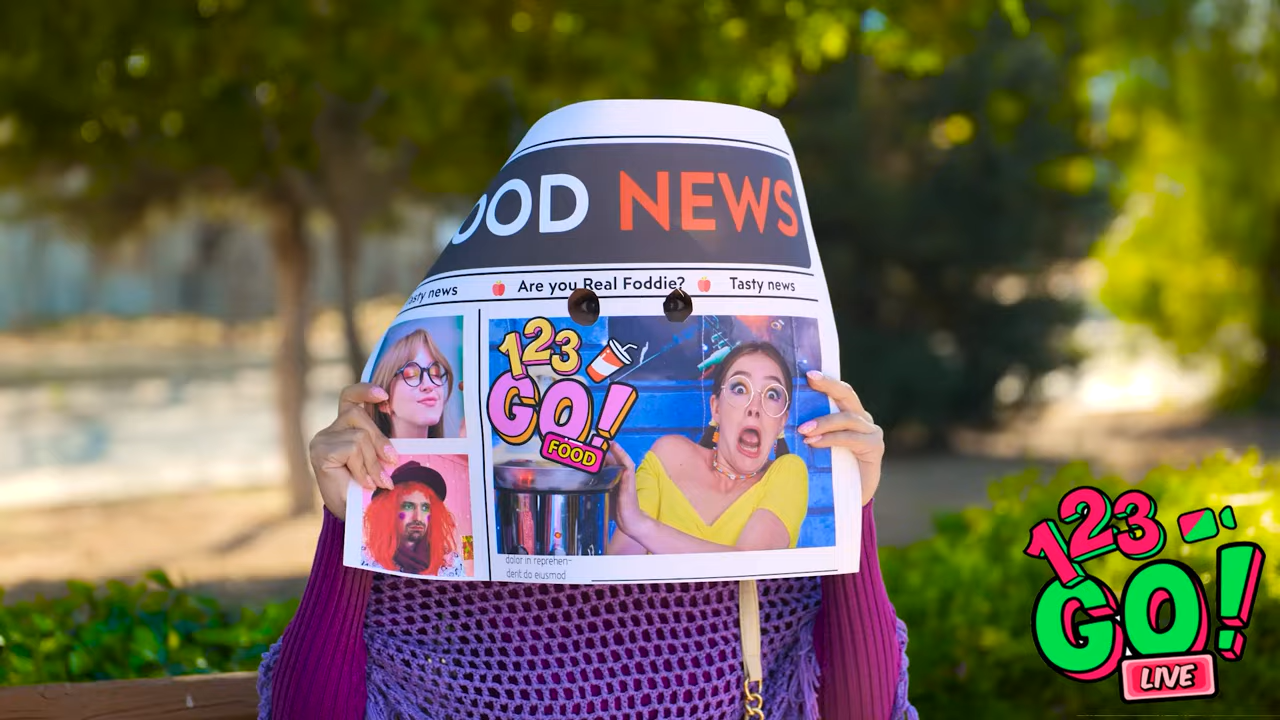 OOD NEWS
asty news 🍎 Are you Real Foddie? 🍎 Tasty news
123
GO!
FOOD
dolor in reprehen-
dent do eiusmod
123
GO!
LIVE